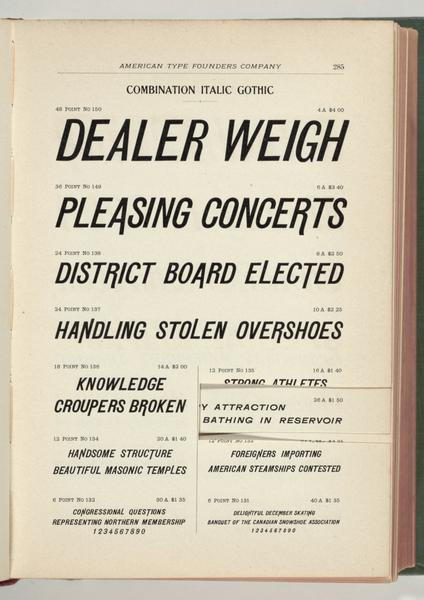 AMERICAN TYPE FOUNDERS COMPANY 285
COMBINATION ITALIC GOTHIC
48 POINT NO 150 4 A $4 00
DEALER WEIGH
36 POINT NO 149 6 A $3 40
PLEASING CONCERTS
24 POINT NO 138 8 A $2 50
DISTRICT BOARD ELECTED
24 POINT NO 137 10 A $2 25
HANDLING STOLEN OVERSHOES
18 POINT NO 136 14 A $2 00
KNOWLEDGE
CROUPERS BROKEN
12 POINT NO 135 16 A $1 40
STRONG ATHLETES
26 A $1 50
Y ATTRACTION
BATHING IN RESERVOIR
12 POINT NO 134 20 A $1 40
HANDSOME STRUCTURE
BEAUTIFUL MASONIC TEMPLES
FOREIGNERS IMPORTING
AMERICAN STEAMSHIPS CONTESTED
6 POINT NO 132 30 A $1 35
CONGRESSIONAL QUESTIONS
REPRESENTING NORTHERN MEMBERSHIP
1234567890
6 POINT NO 131 40 A $1 35
DELIGHTFUL DECEMBER SKATING
BANQUET OF THE CANADIAN SNOWSHOE ASSOCIATION
1234567890